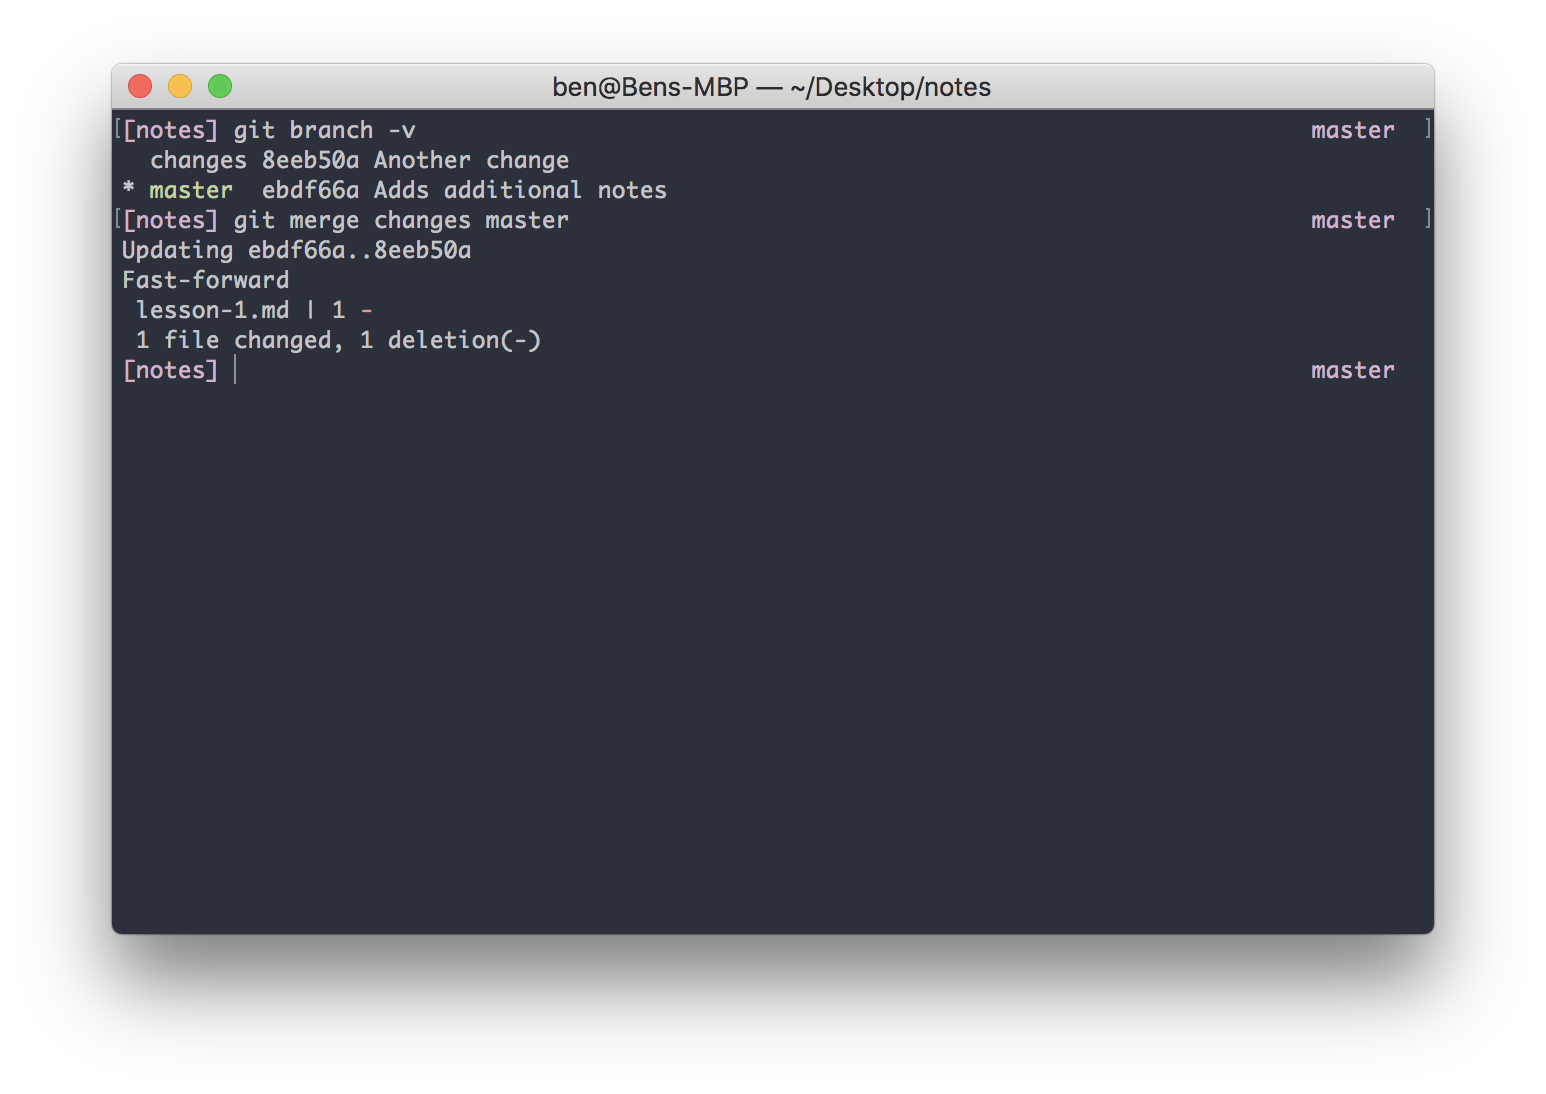 ben@Bens-MBP — ~/Desktop/notes
[[notes] git branch -v master ]
  changes 8eeb50a Another change
* master  ebdf66a Adds additional notes
[[notes] git merge changes master master ]
Updating ebdf66a..8eeb50a
Fast-forward
 lesson-1.md | 1 -
 1 file changed, 1 deletion(-)
[notes] master